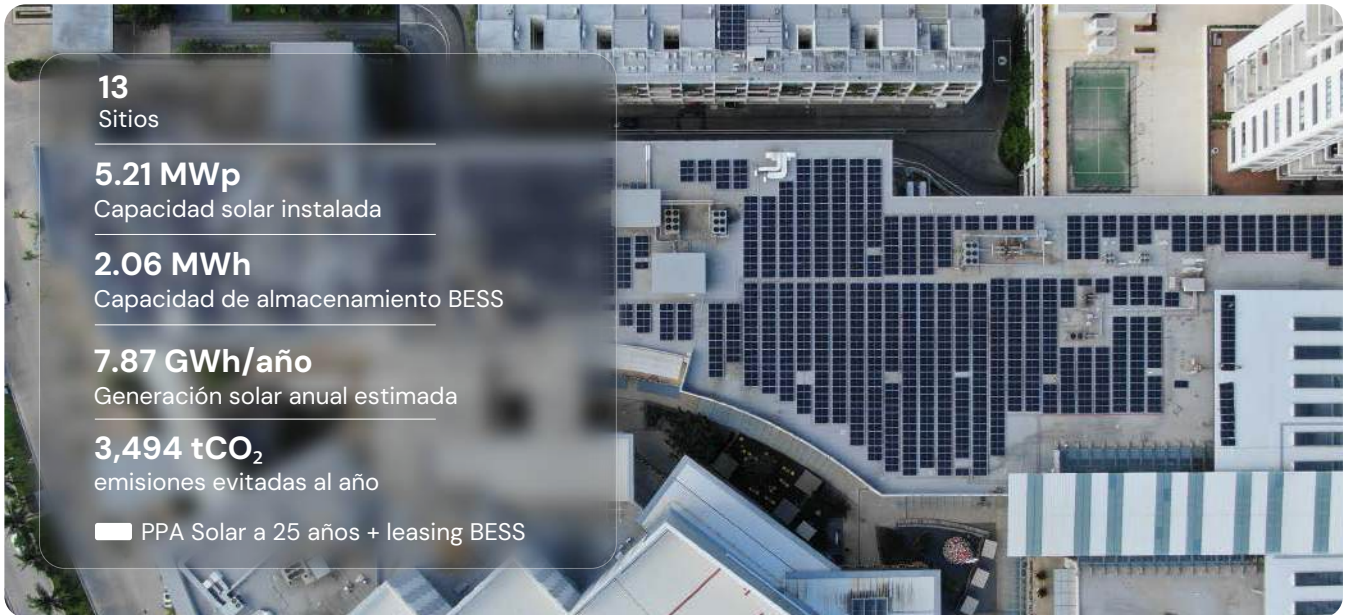 13
Sitios
5.21 MWp
Capacidad solar instalada
2.06 MWh
Capacidad de almacenamiento BESS
7.87 GWh/año
Generación solar anual estimada
3,494 tCO₂
emisiones evitadas al año
PPA Solar a 25 años + leasing BESS